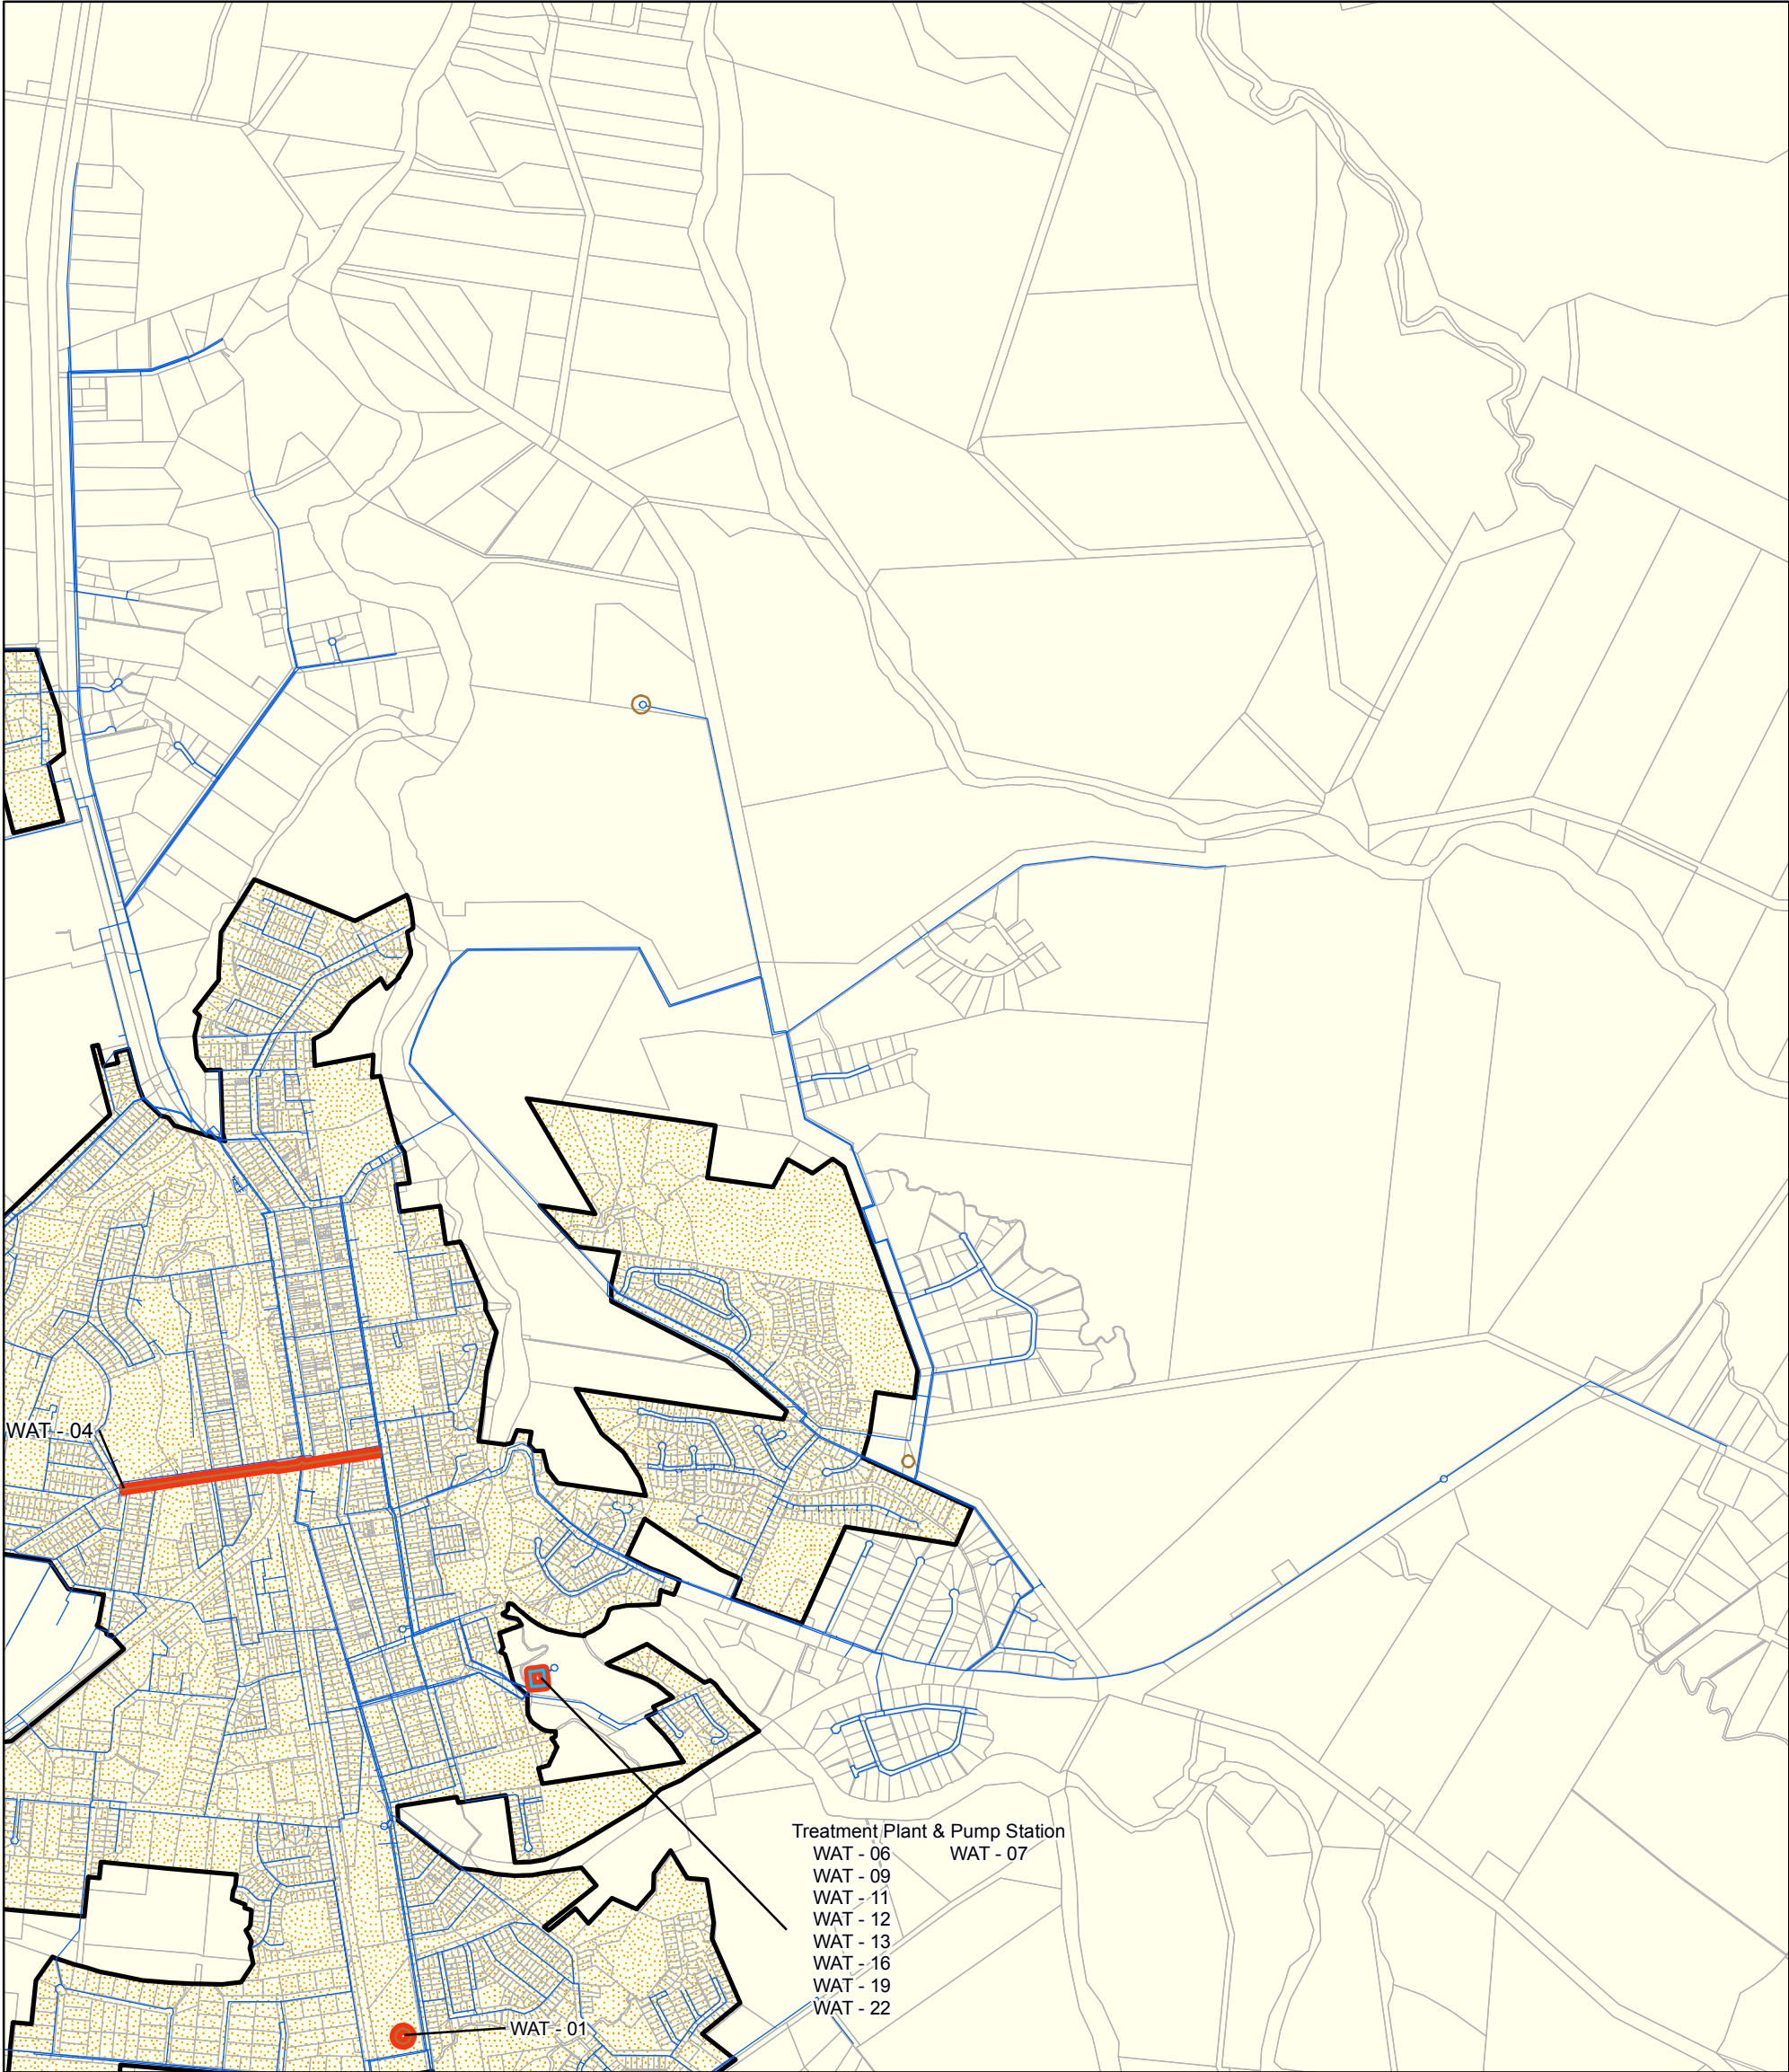 WAT - 04
Treatment Plant & Pump Station
WAT - 06 WAT - 07
WAT - 09
WAT - 11
WAT - 12
WAT - 13
WAT - 16
WAT - 19
WAT - 22
WAT - 01